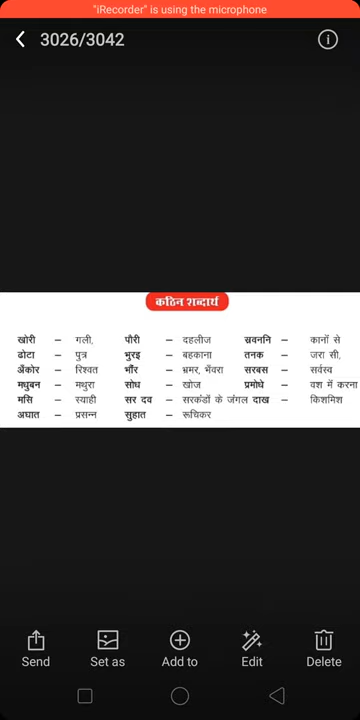 "iRecorder" is using the microphone
3026/3042
कठिन शब्दार्थ
खोरी – गली, पौरी – दहलीज स्रवननि – कानों से
ढोटा – पुत्र भुरइ – बहकाना तनक – जरा सी,
अँकोर – रिश्वत भौंर – भ्रमर, भँवरा सरबस – सर्वस्व
मधुबन – मथुरा सोध – खोज प्रमोधे – वश में करना
मसि – स्याही सर दव – सरकंडों के जंगल दाख – किशमिश
अघात – प्रसन्न सुहात – रूचिकर
Send Set as Add to Edit Delete